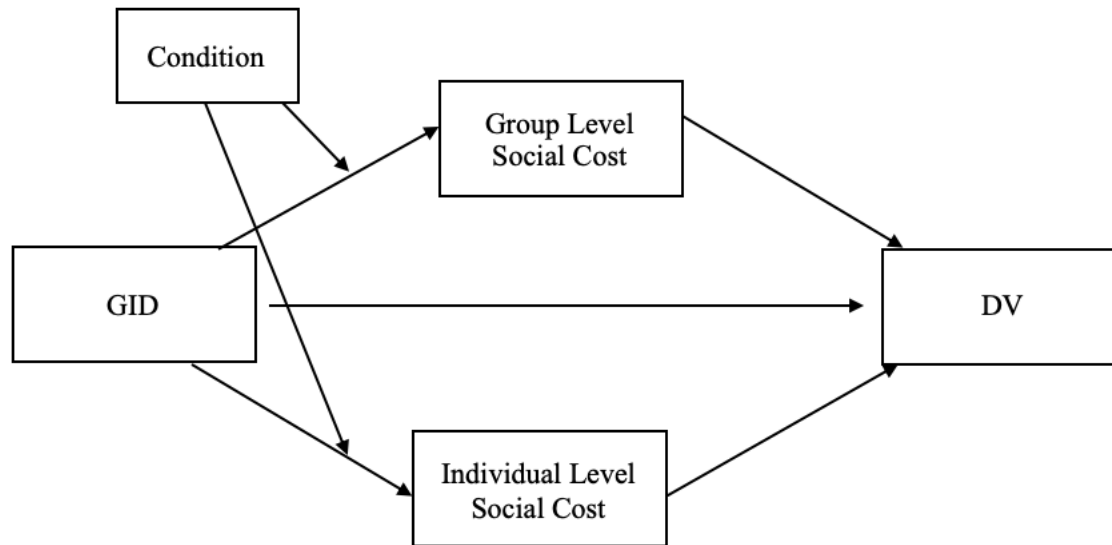 Condition
Group Level
Social Cost
GID
DV
Individual Level
Social Cost